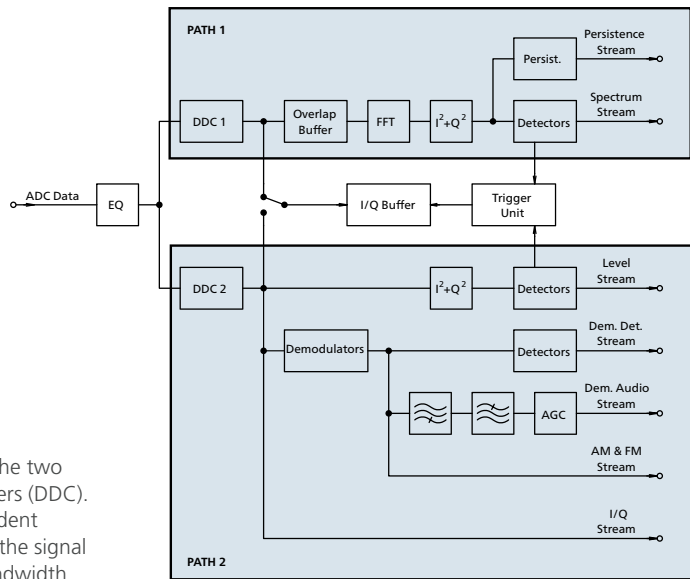 PATH 1
Persistence
Stream
Persist.
Spectrum
Stream
DDC 1
Overlap
Buffer
FFT
I²+Q²
Detectors
ADC Data
EQ
I/Q Buffer
Trigger
Unit
Level
Stream
DDC 2
I²+Q²
Detectors
Dem. Det.
Stream
Demodulators
Detectors
Dem. Audio
Stream
AGC
AM & FM
Stream
I/Q
Stream
PATH 2
he two
ers (DDC).
dent
the signal
ndwidth